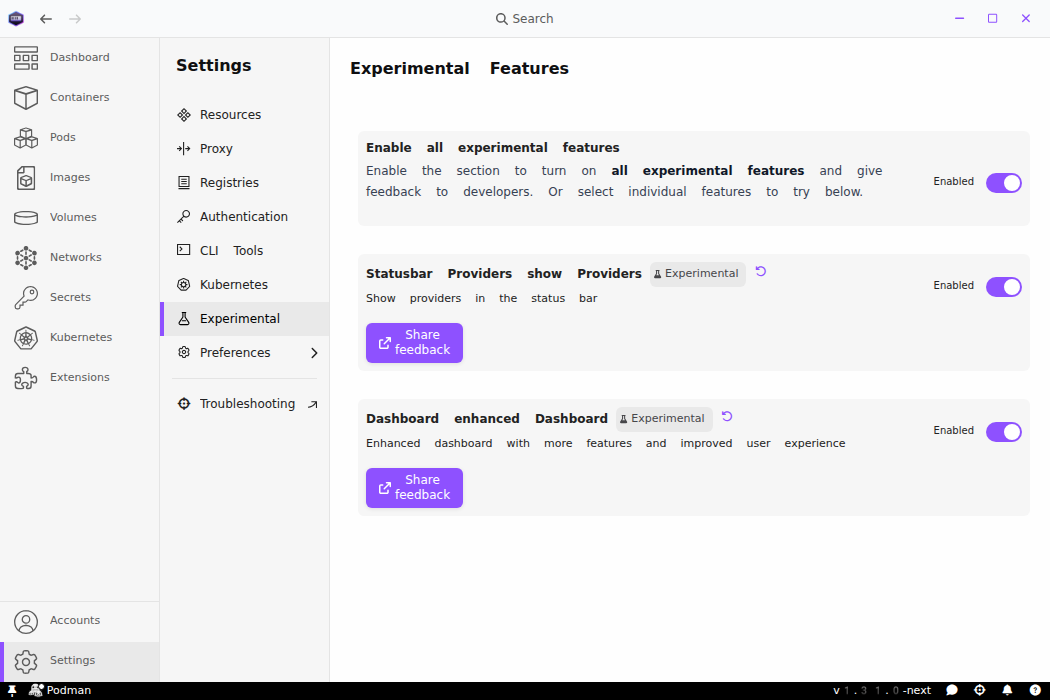 Search
Dashboard
Containers
Pods
Images
Volumes
Networks
Secrets
Kubernetes
Extensions
Accounts
Settings
Settings
Resources
Proxy
Registries
Authentication
CLI Tools
Kubernetes
Experimental
Preferences
Troubleshooting
Experimental Features
Enable all experimental features
Enable the section to turn on all experimental features and give
feedback to developers. Or select individual features to try below.
Enabled
Statusbar Providers show Providers Experimental
Show providers in the status bar
Enabled
Share
feedback
Dashboard enhanced Dashboard Experimental
Enhanced dashboard with more features and improved user experience
Enabled
Share
feedback
Podman
v1.31.0-next